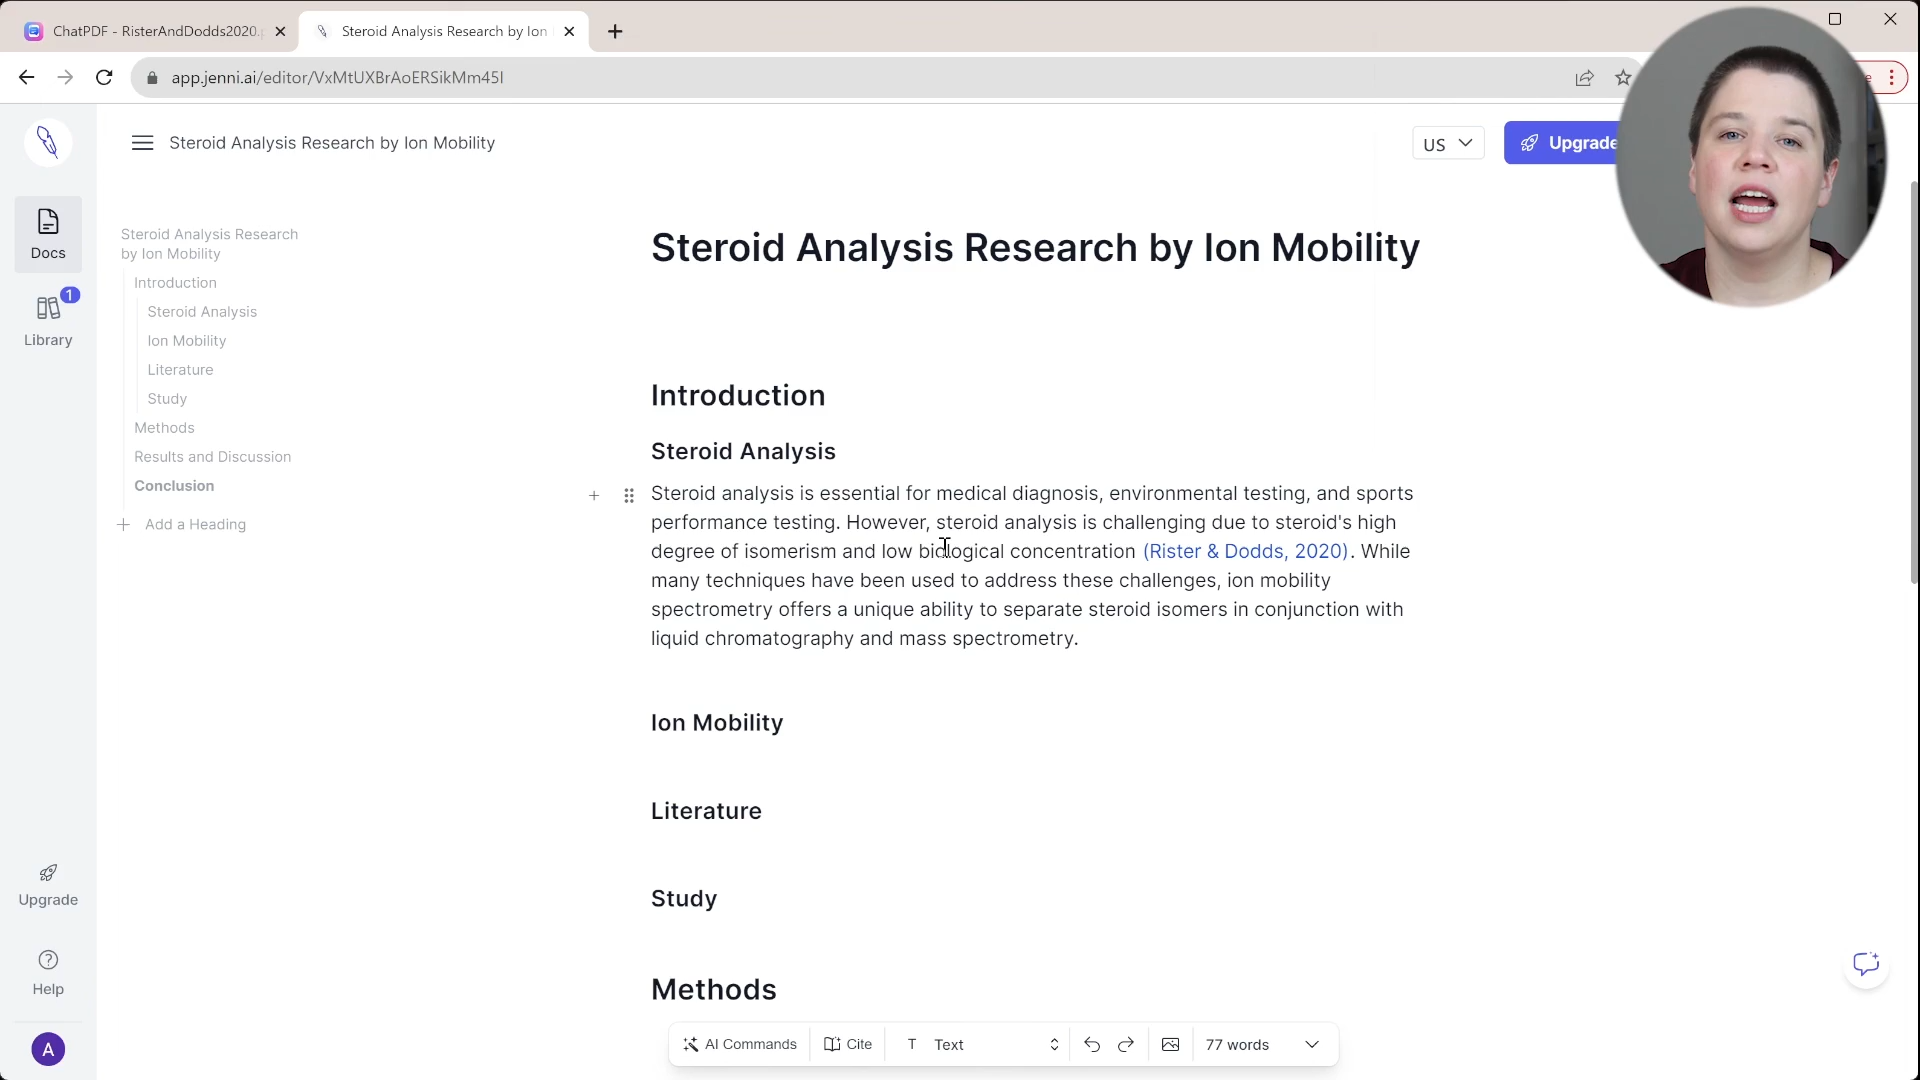 ChatPDF - RisterAndDodds2020.p
Steroid Analysis Research by Ion
app.jenni.ai/editor/VxMtUXBrAoERSikMm45l
Steroid Analysis Research by Ion Mobility
US
Upgrade
Docs
1
Library
Steroid Analysis Research
by Ion Mobility
Introduction
Steroid Analysis
Ion Mobility
Literature
Study
Methods
Results and Discussion
Conclusion
Add a Heading
Steroid Analysis Research by Ion Mobility
Introduction
Steroid Analysis
Steroid analysis is essential for medical diagnosis, environmental testing, and sports
performance testing. However, steroid analysis is challenging due to steroid's high
degree of isomerism and low biological concentration (Rister & Dodds, 2020). While
many techniques have been used to address these challenges, ion mobility
spectrometry offers a unique ability to separate steroid isomers in conjunction with
liquid chromatography and mass spectrometry.
Ion Mobility
Literature
Study
Methods
Upgrade
Help
A
AI Commands
Cite
T Text
77 words